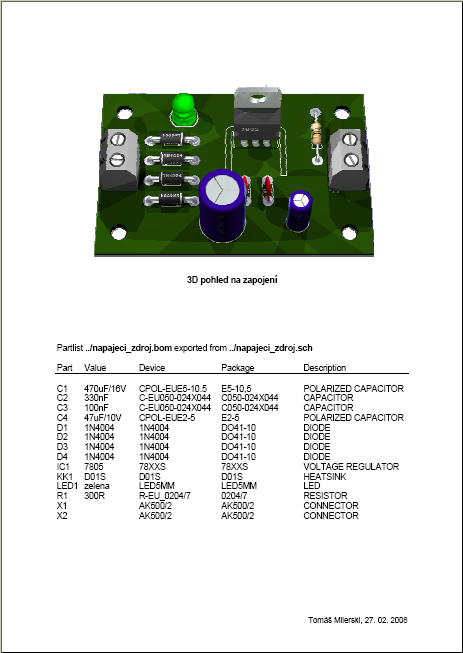 7805
1N4004
1N4004
1N4004
3D pohled na zapojení
Partlist ../napajeci_zdroj.bom exported from ../napajeci_zdroj.sch
Part Value Device Package Description
C1 470uF/16V CPOL-EUE5-10.5 E5-10,5 POLARIZED CAPACITOR
C2 330nF C-EU050-024X044 C050-024X044 CAPACITOR
C3 100nF C-EU050-024X044 C050-024X044 CAPACITOR
C4 47uF/10V CPOL-EUE2-5 E2-5 POLARIZED CAPACITOR
D1 1N4004 1N4004 DO41-10 DIODE
D2 1N4004 1N4004 DO41-10 DIODE
D3 1N4004 1N4004 DO41-10 DIODE
D4 1N4004 1N4004 DO41-10 DIODE
IC1 7805 78XXS 78XXS VOLTAGE REGULATOR
KK1 D01S D01S D01S HEATSINK
LED1 zelena LED5MM LED5MM LED
R1 300R R-EU_0204/7 0204/7 RESISTOR
X1 AK500/2 AK500/2 CONNECTOR
X2 AK500/2 AK500/2 CONNECTOR
Tomáš Milerski, 27. 02. 2008